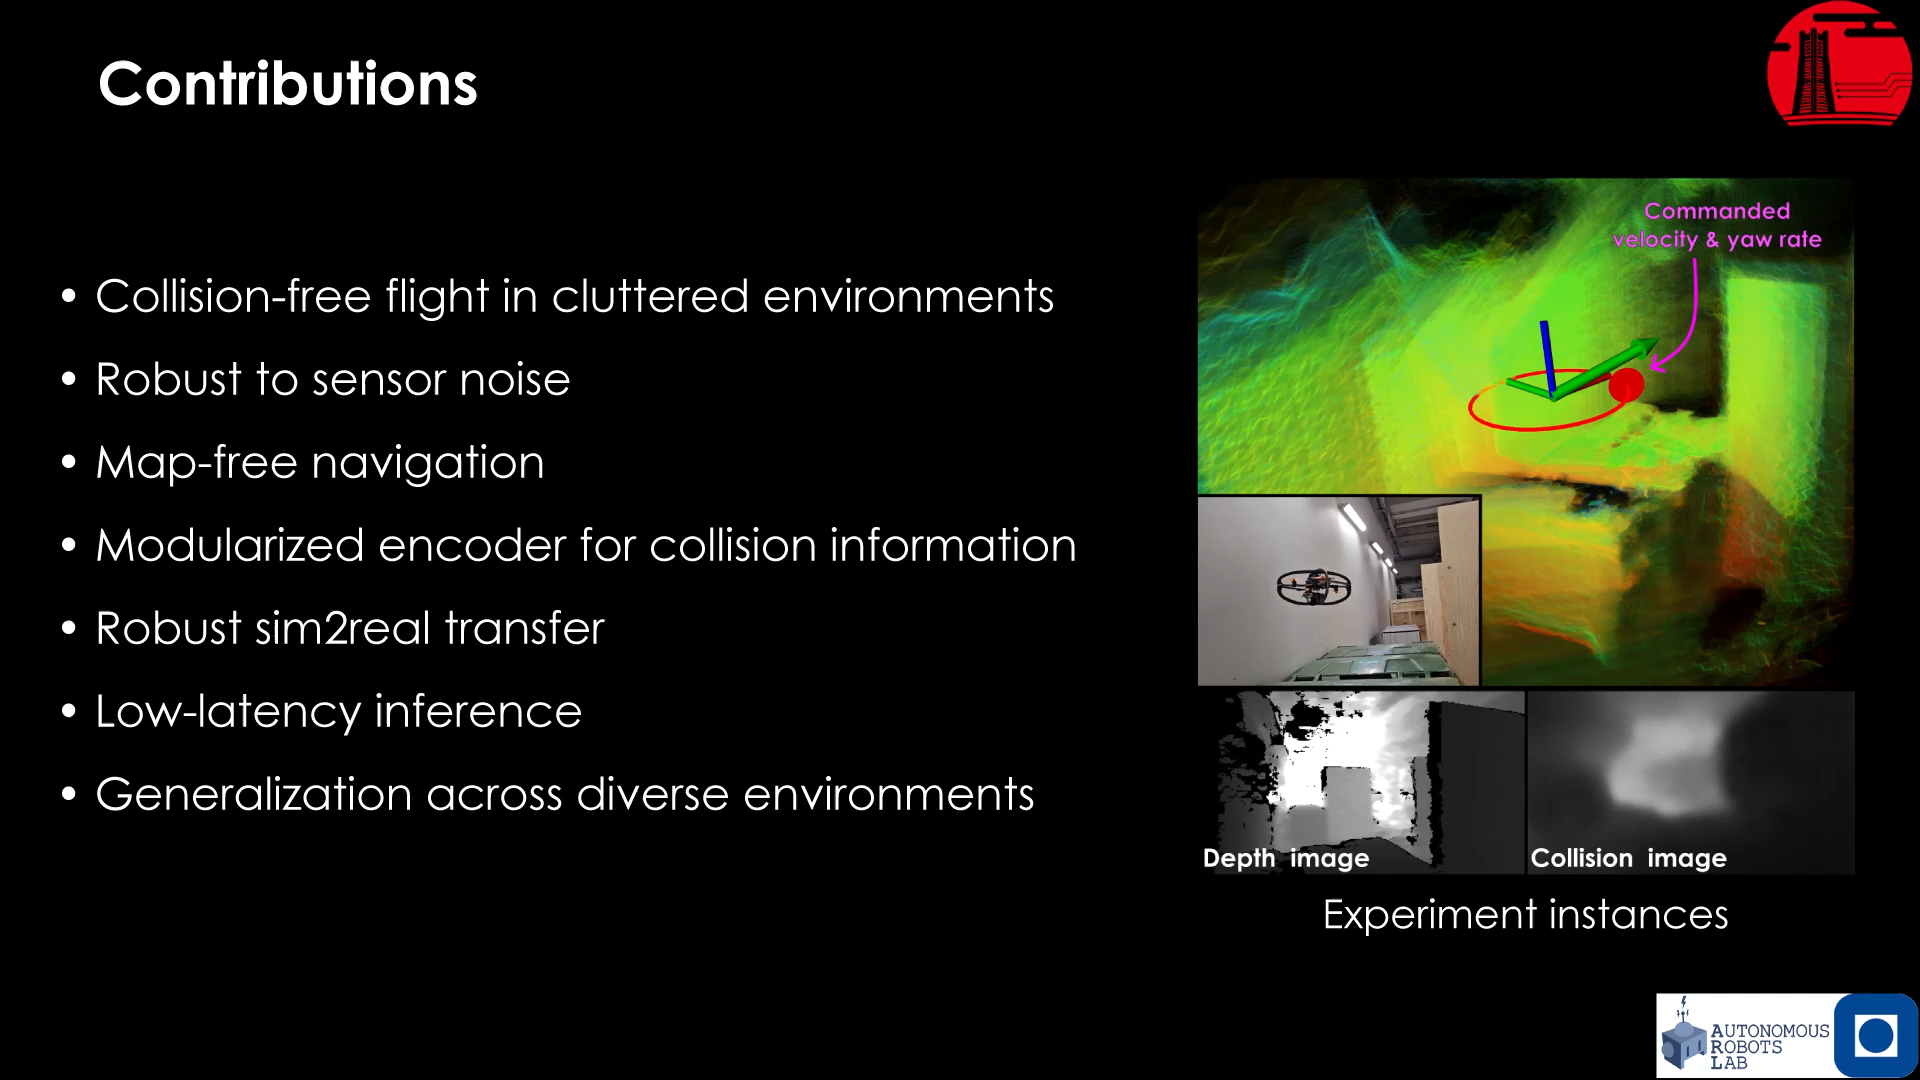 Contributions
• Collision-free flight in cluttered environments
• Robust to sensor noise
• Map-free navigation
• Modularized encoder for collision information
• Robust sim2real transfer
• Low-latency inference
• Generalization across diverse environments
Commanded
velocity & yaw rate
Depth image
Collision image
Experiment instances
AUTONOMOUS
ROBOTS
LAB